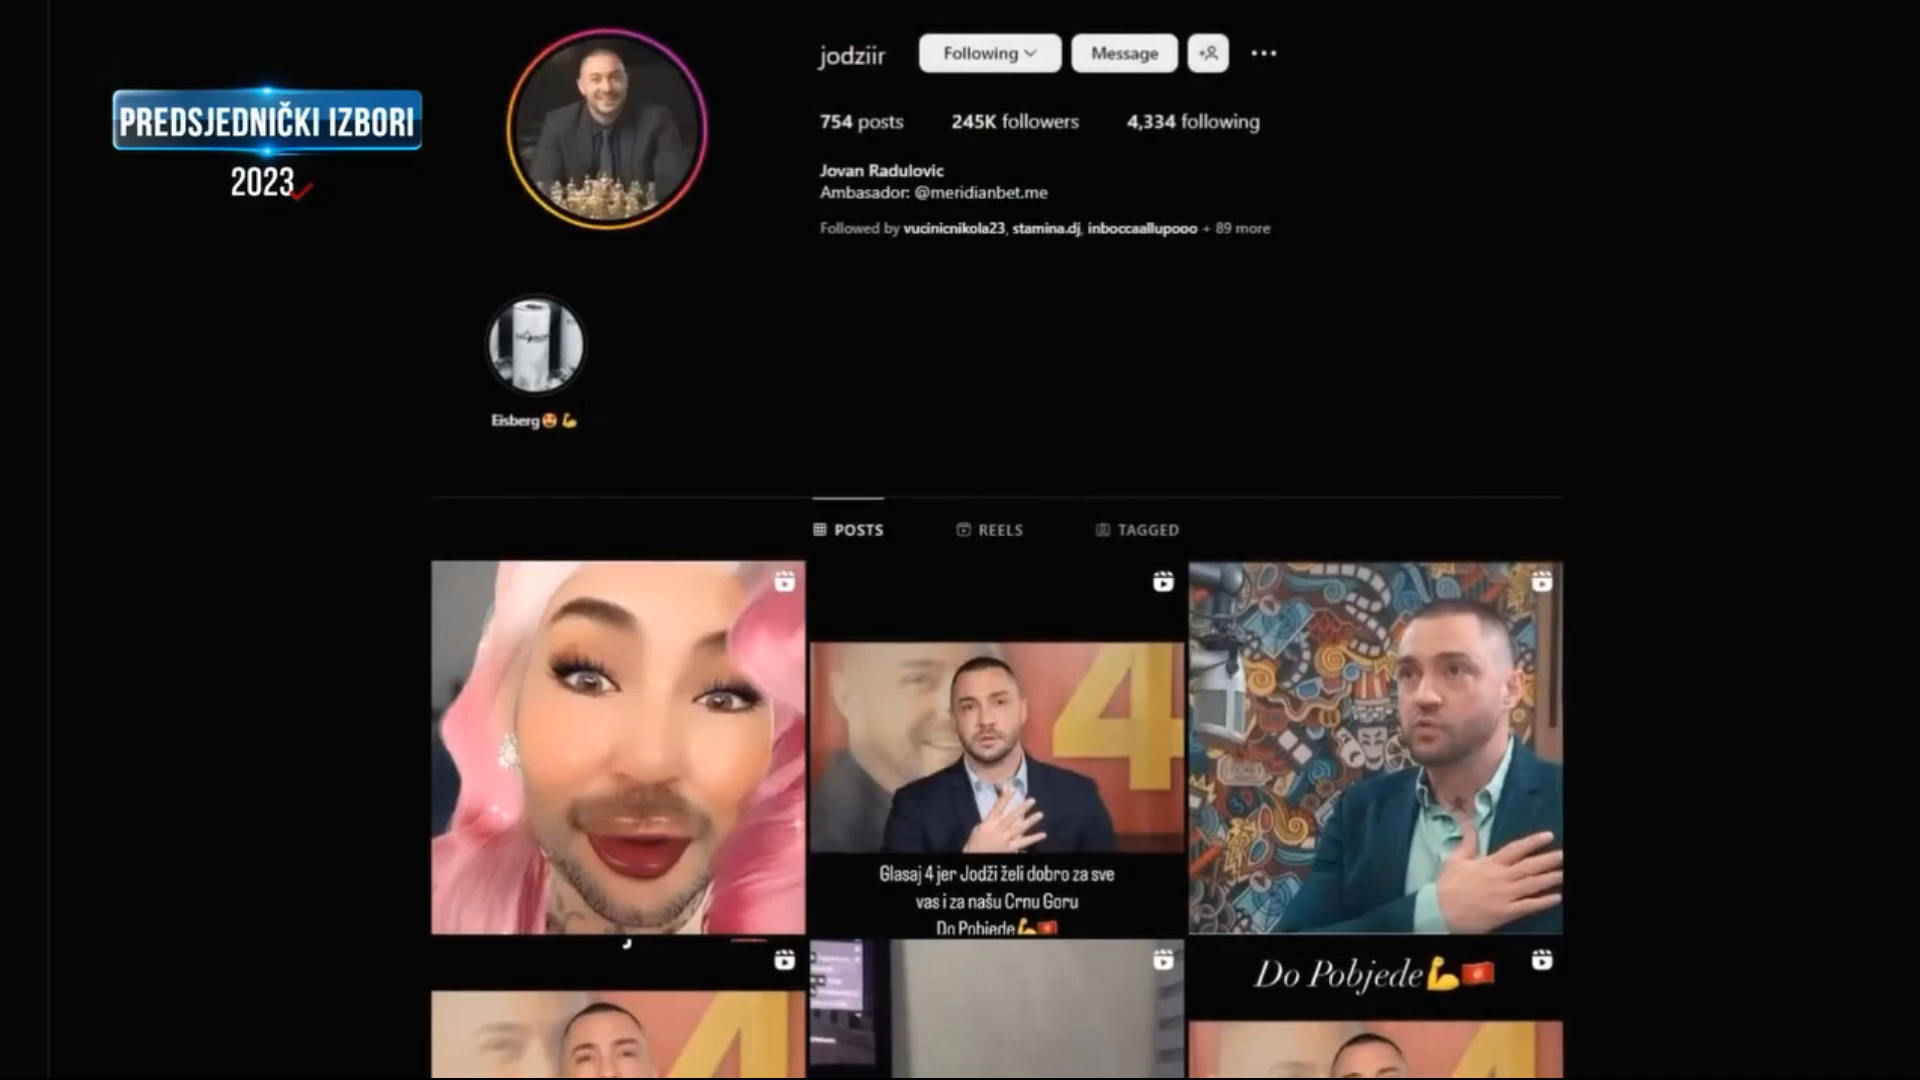 PREDSJEDNIČKI IZBORI
2023
jodziir
Following
Message
754 posts
245K followers
4,334 following
Jovan Radulovic
Ambasador: @meridianbet.me
Followed by vucinicnikola23, stamina.dj, inboccaallupooo + 89 more
Eisberg🤩💪
POSTS
REELS
TAGGED
4
Glasaj 4 jer Jodži želi dobro za sve
vas i za našu Crnu Goru
Do Pobjede💪🇲🇪
Do Pobjede💪🇲🇪